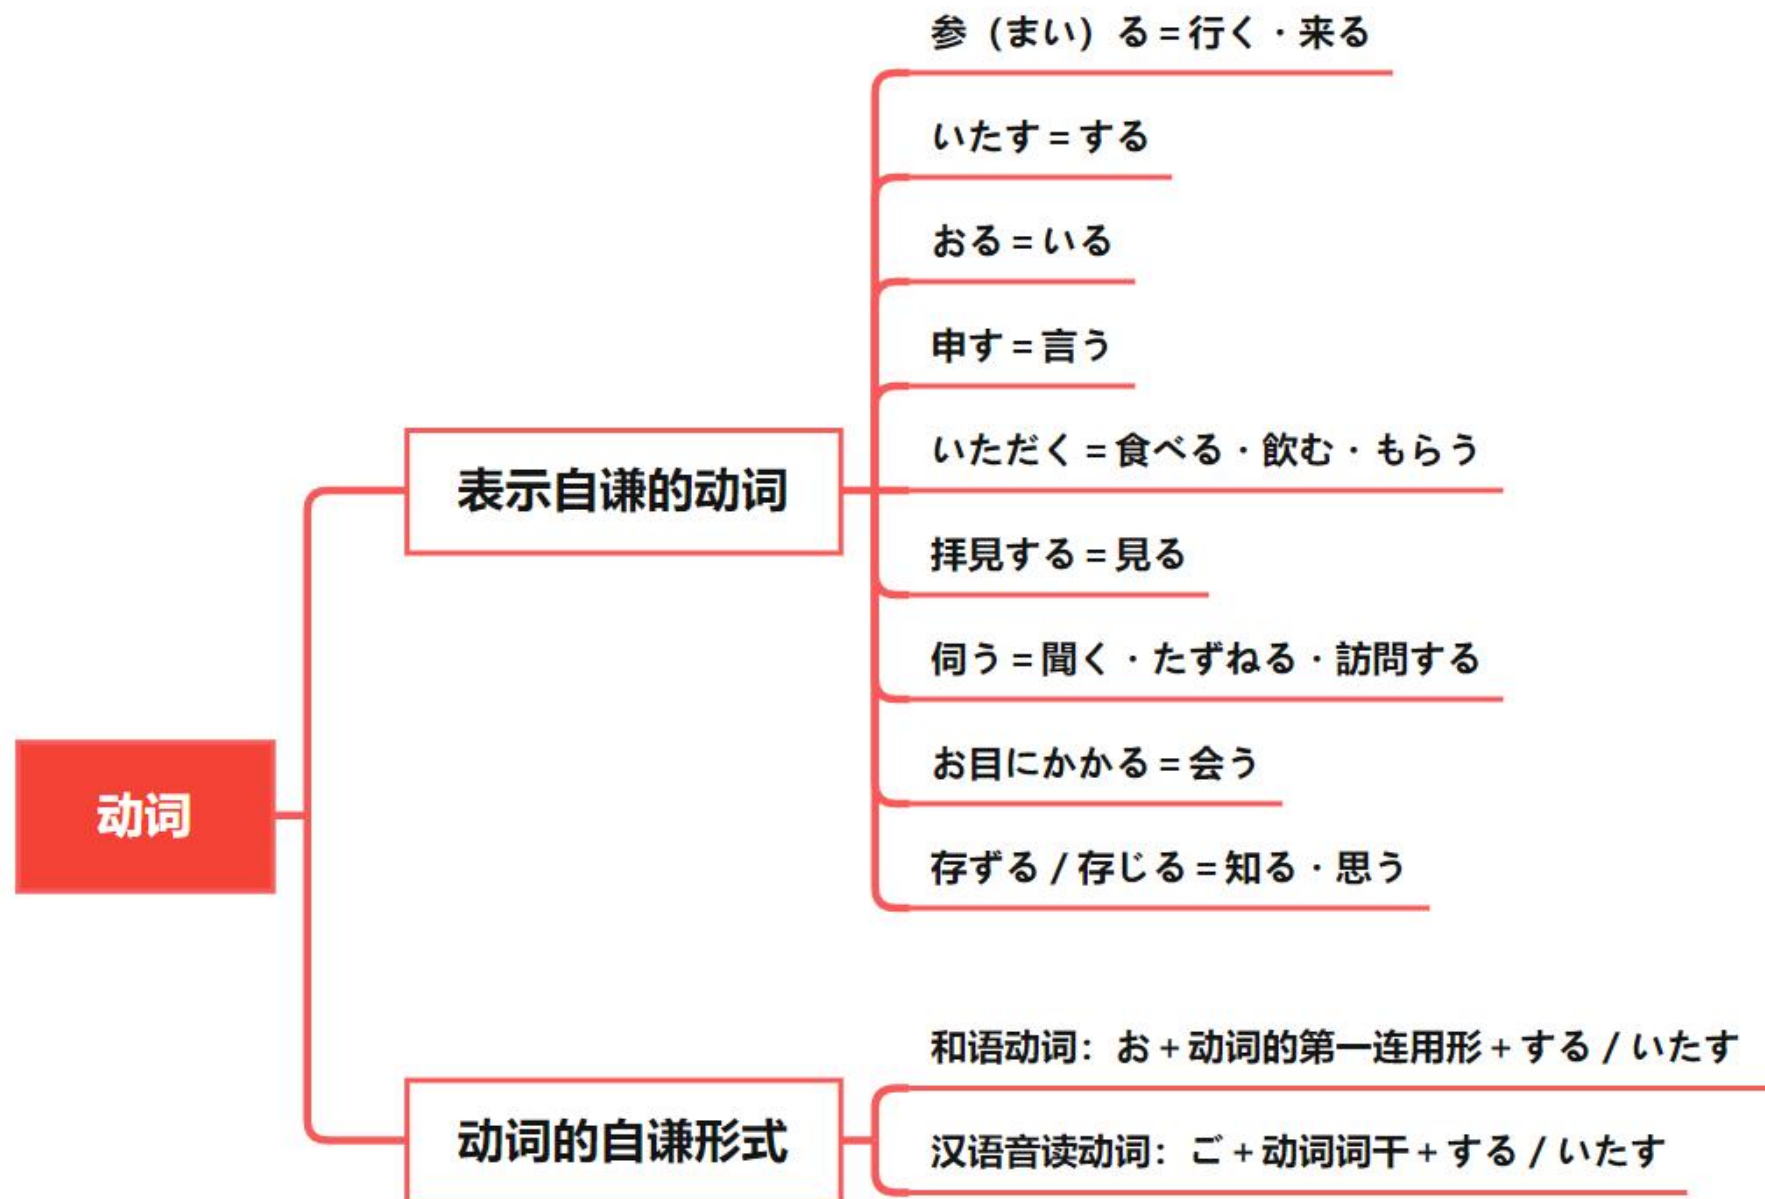 动词
表示自谦的动词
参（まい）る = 行く · 来る
いたす = する
おる = いる
申す = 言う
いただく = 食べる · 飲む · もらう
拝見する = 見る
伺う = 聞く · たずねる · 訪問する
お目にかかる = 会う
存ずる / 存じる = 知る · 思う
动词的自谦形式
和语动词：お + 动词的第一连用形 + する / いたす
汉语音读动词：ご + 动词词干 + する / いたす